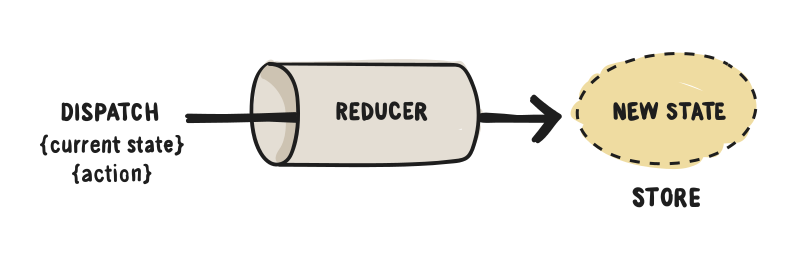 DISPATCH
{current state}
{action}
REDUCER
NEW STATE
STORE